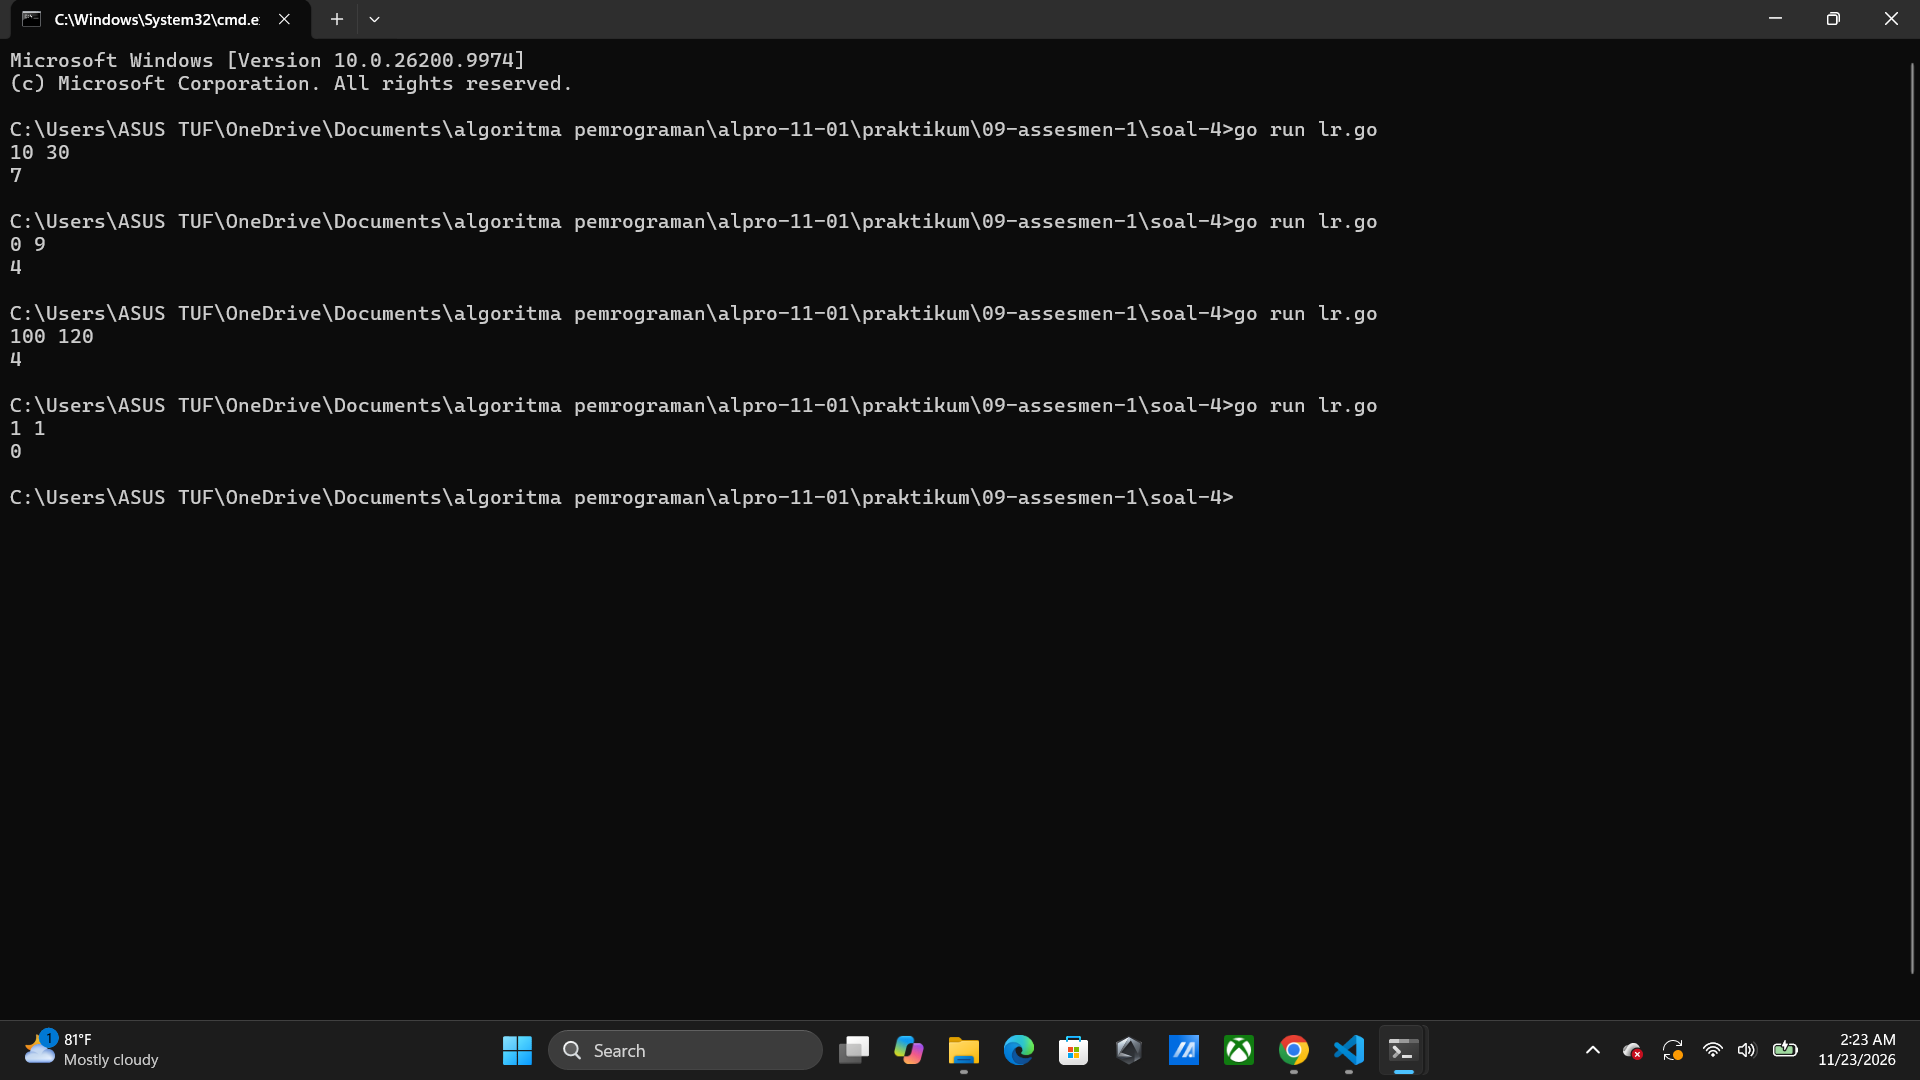 C:\Windows\System32\cmd.e
Microsoft Windows [Version 10.0.26200.9974]
(c) Microsoft Corporation. All rights reserved.
C:\Users\ASUS TUF\OneDrive\Documents\algoritma pemrograman\alpro-11-01\praktikum\09-assesmen-1\soal-4>go run lr.go
10 30
7
C:\Users\ASUS TUF\OneDrive\Documents\algoritma pemrograman\alpro-11-01\praktikum\09-assesmen-1\soal-4>go run lr.go
0 9
4
C:\Users\ASUS TUF\OneDrive\Documents\algoritma pemrograman\alpro-11-01\praktikum\09-assesmen-1\soal-4>go run lr.go
100 120
4
C:\Users\ASUS TUF\OneDrive\Documents\algoritma pemrograman\alpro-11-01\praktikum\09-assesmen-1\soal-4>go run lr.go
1 1
0
C:\Users\ASUS TUF\OneDrive\Documents\algoritma pemrograman\alpro-11-01\praktikum\09-assesmen-1\soal-4>
1
81°F
Mostly cloudy
Search
2:23 AM
11/23/2026